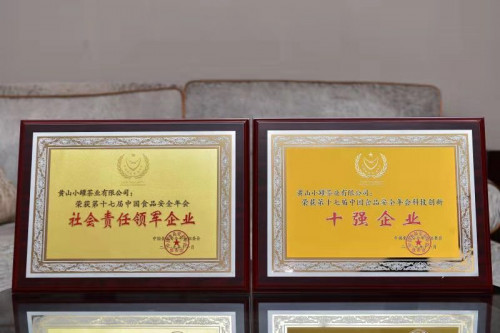 黄山小罐茶业有限公司：
荣获第十七届中国食品安全年会
社会责任领军企业
黄山小罐茶业有限公司：
荣获第十七届中国食品安全年会科技创新
十强企业